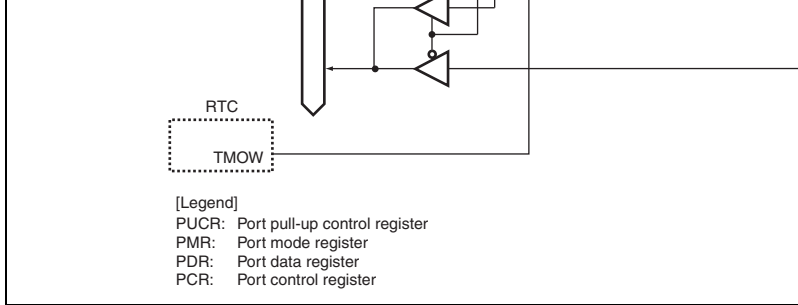 RTC
TMOW
[Legend]
PUCR: Port pull-up control register
PMR: Port mode register
PDR: Port data register
PCR: Port control register